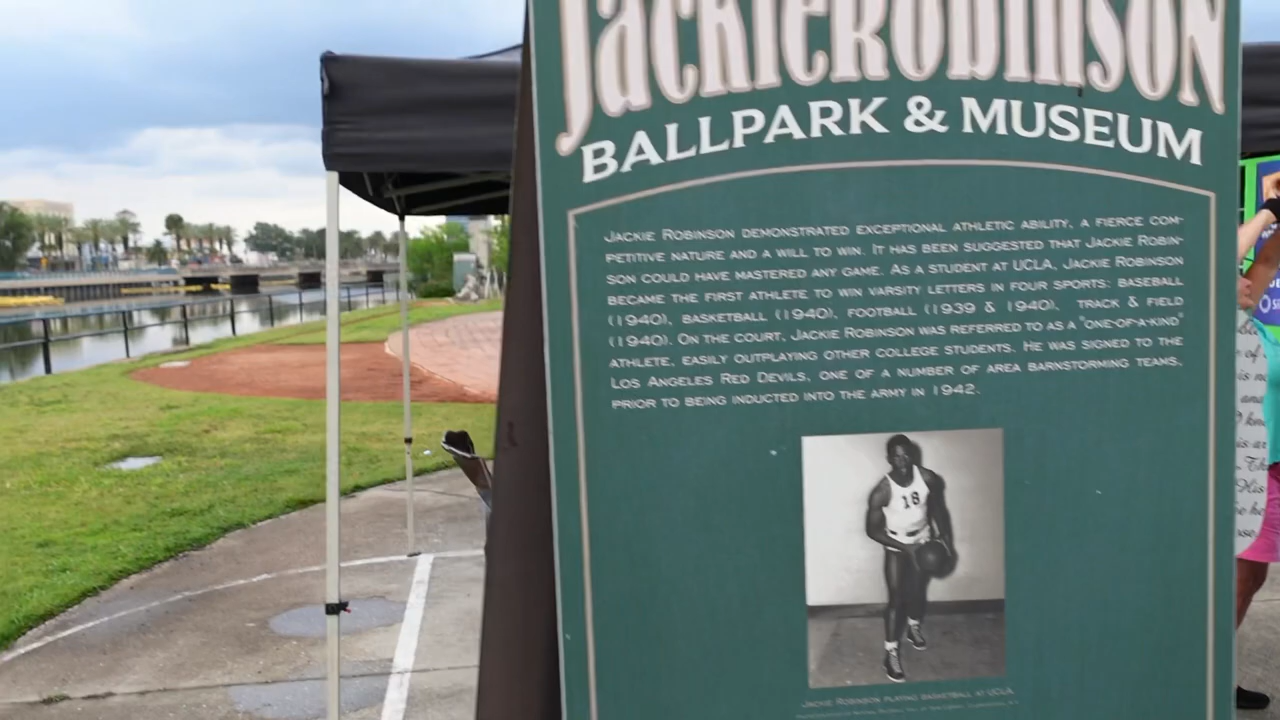 JackieRobinson
BALLPARK & MUSEUM
JACKIE ROBINSON DEMONSTRATED EXCEPTIONAL ATHLETIC ABILITY, A FIERCE COM-
PETITIVE NATURE AND A WILL TO WIN. IT HAS BEEN SUGGESTED THAT JACKIE ROBIN-
SON COULD HAVE MASTERED ANY GAME. AS A STUDENT AT UCLA, JACKIE ROBINSON
BECAME THE FIRST ATHLETE TO WIN VARSITY LETTERS IN FOUR SPORTS: BASEBALL
(1940), BASKETBALL (1940), FOOTBALL (1939 & 1940), TRACK & FIELD
(1940). ON THE COURT, JACKIE ROBINSON WAS REFERRED TO AS A "ONE-OF-A-KIND"
ATHLETE, EASILY OUTPLAYING OTHER COLLEGE STUDENTS. HE WAS SIGNED TO THE
LOS ANGELES RED DEVILS, ONE OF A NUMBER OF AREA BARNSTORMING TEAMS,
PRIOR TO BEING INDUCTED INTO THE ARMY IN 1942.
18
JACKIE ROBINSON PLAYING BASKETBALL AT UCLA.